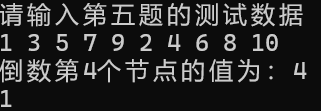 请输入第五题的测试数据
1 3 5 7 9 2 4 6 8 10
倒数第4个节点的值为: 4
1